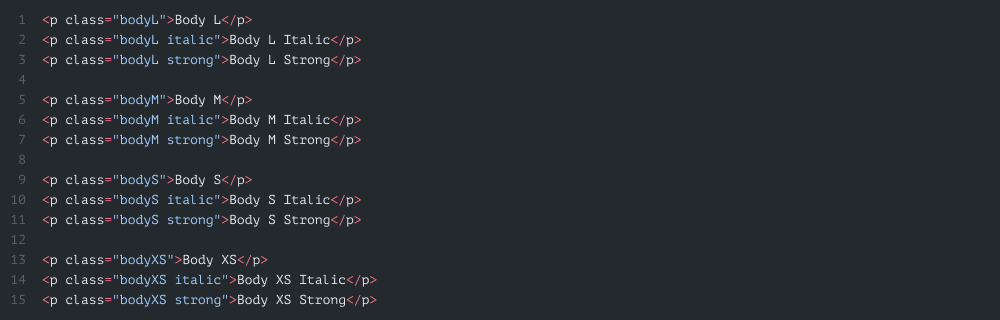 1 <p class="bodyL">Body L</p>
2 <p class="bodyL italic">Body L Italic</p>
3 <p class="bodyL strong">Body L Strong</p>
4
5 <p class="bodyM">Body M</p>
6 <p class="bodyM italic">Body M Italic</p>
7 <p class="bodyM strong">Body M Strong</p>
8
9 <p class="bodyS">Body S</p>
10 <p class="bodyS italic">Body S Italic</p>
11 <p class="bodyS strong">Body S Strong</p>
12
13 <p class="bodyXS">Body XS</p>
14 <p class="bodyXS italic">Body XS Italic</p>
15 <p class="bodyXS strong">Body XS Strong</p>